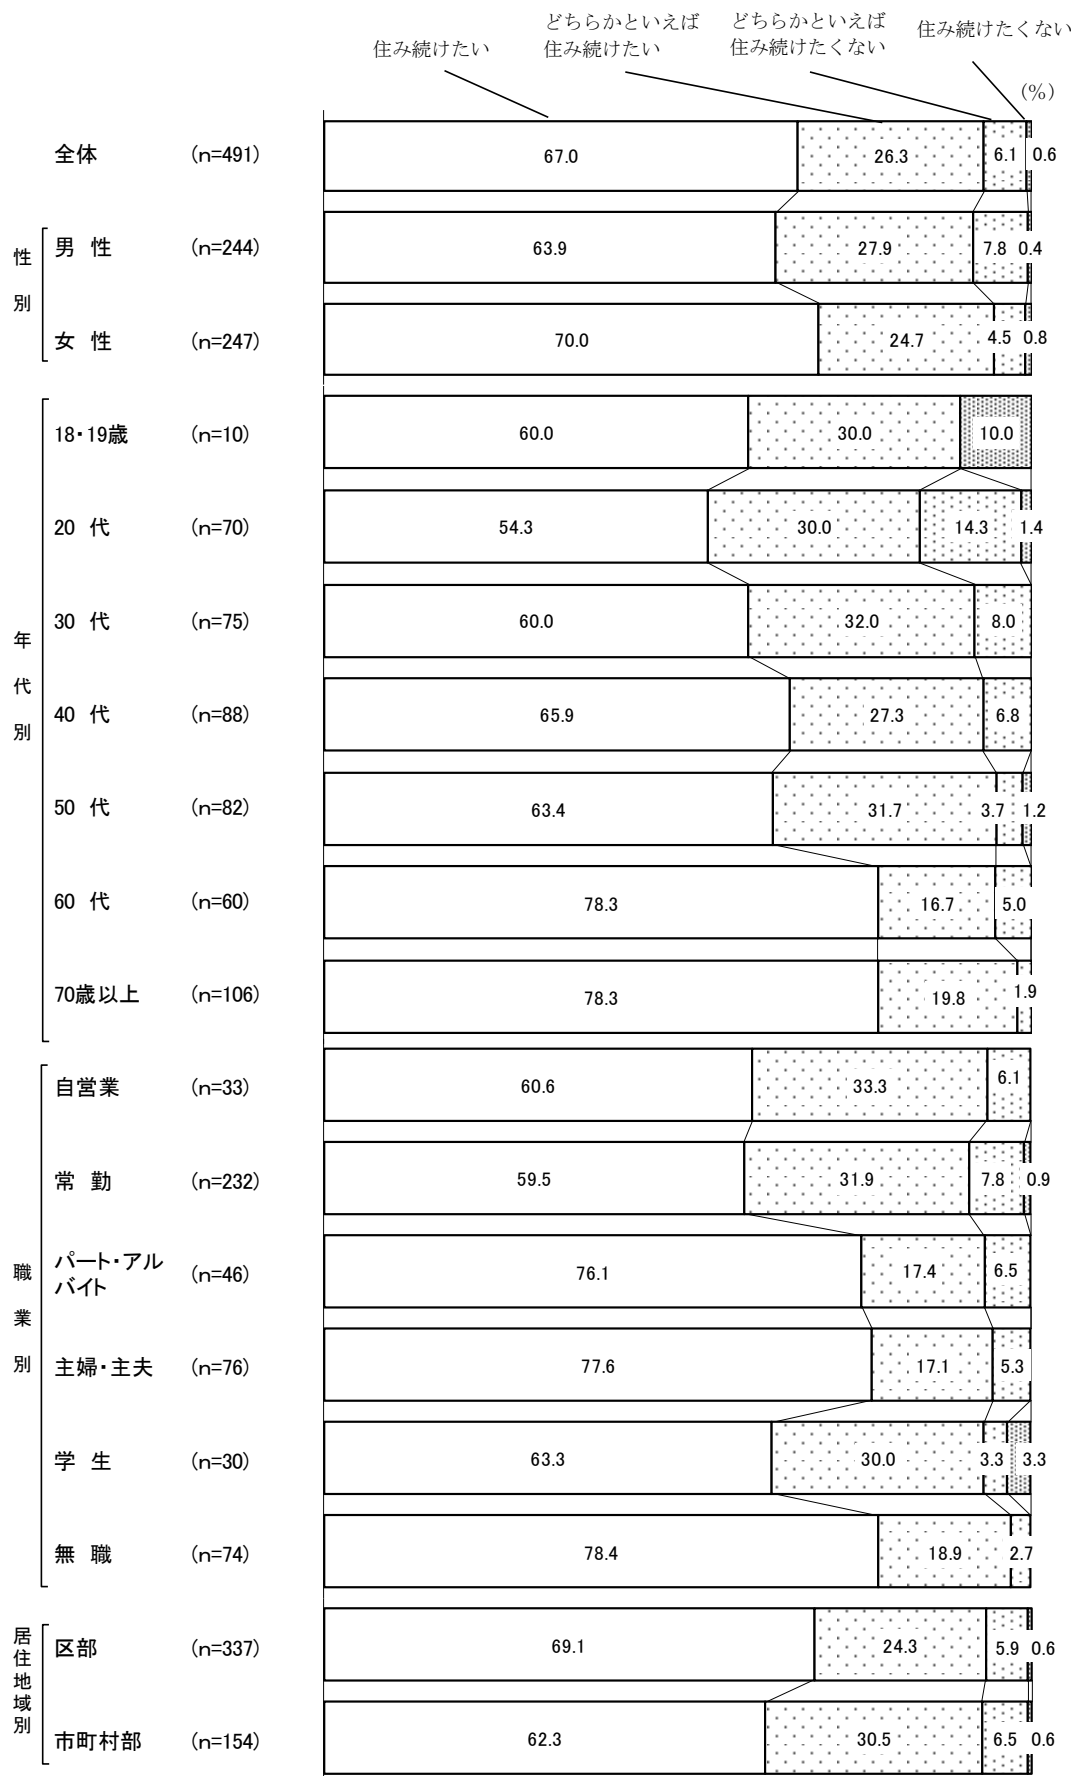 どちらかといえば どちらかといえば 住み続けたくない
住み続けたい 住み続けたい 住み続けたくない
(%)
全体 (n=491) 67.0 26.3 6.1 0.6
性別
男 性 (n=244) 63.9 27.9 7.8 0.4
女 性 (n=247) 70.0 24.7 4.5 0.8
年代別
18・19歳 (n=10) 60.0 30.0 10.0
20 代 (n=70) 54.3 30.0 14.3 1.4
30 代 (n=75) 60.0 32.0 8.0
40 代 (n=88) 65.9 27.3 6.8
50 代 (n=82) 63.4 31.7 3.7 1.2
60 代 (n=60) 78.3 16.7 5.0
70歳以上 (n=106) 78.3 19.8 1.9
職業別
自営業 (n=33) 60.6 33.3 6.1
常 勤 (n=232) 59.5 31.9 7.8 0.9
パート・アル
バイト (n=46) 76.1 17.4 6.5
主婦・主夫 (n=76) 77.6 17.1 5.3
学 生 (n=30) 63.3 30.0 3.3 3.3
無 職 (n=74) 78.4 18.9 2.7
居住地域別
区部 (n=337) 69.1 24.3 5.9 0.6
市町村部 (n=154) 62.3 30.5 6.5 0.6